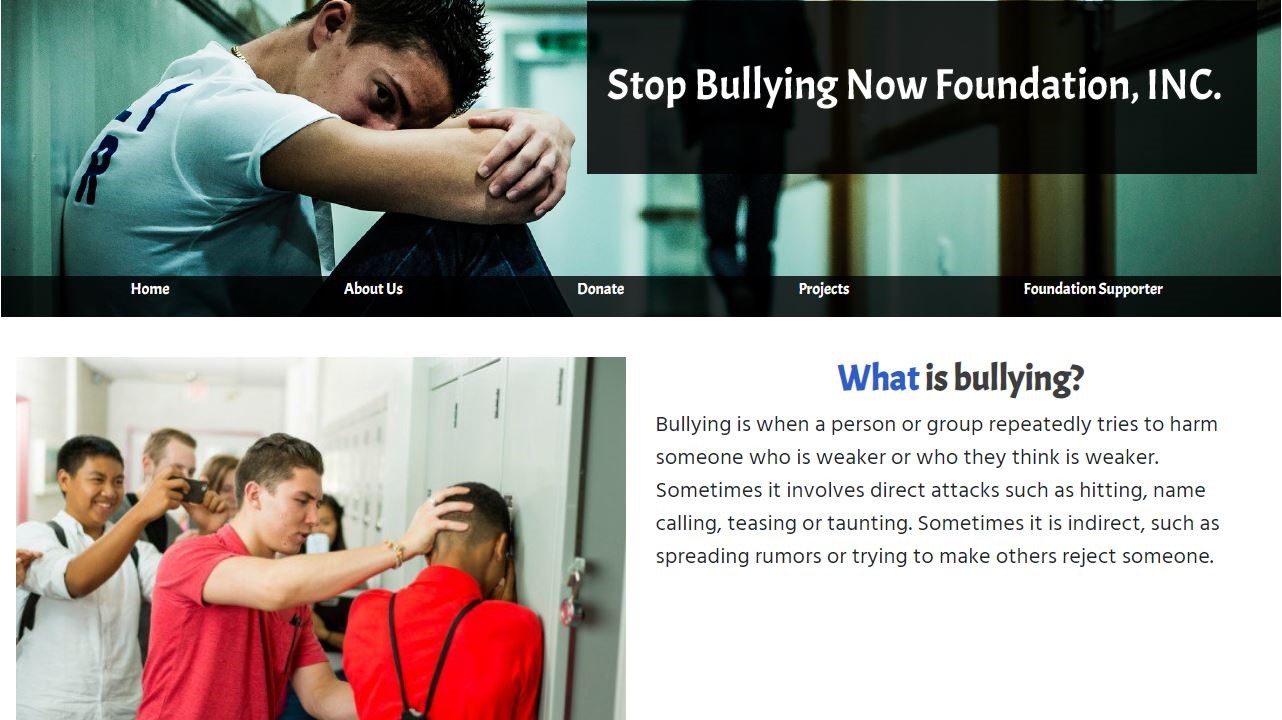 Stop Bullying Now Foundation, INC.
Home About Us Donate Projects Foundation Supporter
What is bullying?
Bullying is when a person or group repeatedly tries to harm
someone who is weaker or who they think is weaker.
Sometimes it involves direct attacks such as hitting, name
calling, teasing or taunting. Sometimes it is indirect, such as
spreading rumors or trying to make others reject someone.